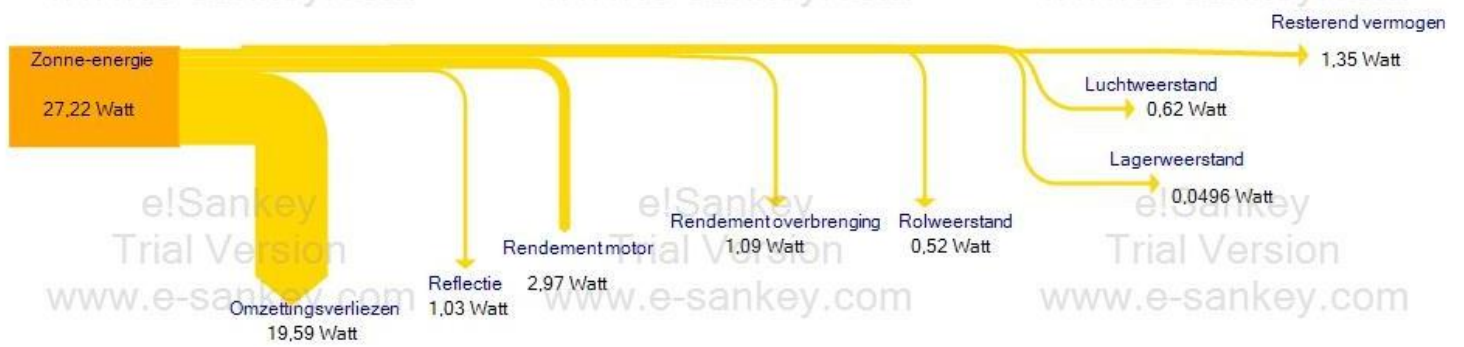 Resterend vermogen
1,35 Watt
Zonne-energie
27,22 Watt
Luchtweerstand
0,62 Watt
Lagerweerstand
0,0496 Watt
Rendement overbrenging
1,09 Watt
Rolweerstand
0,52 Watt
Rendement motor
2,97 Watt
Reflectie
1,03 Watt
Omzettingsverliezen
19,59 Watt
e!Sankey
Trial Version
www.e-sankey.com
e!Sankey
Trial Version
www.e-sankey.com
e!Sankey
Trial Version
www.e-sankey.com